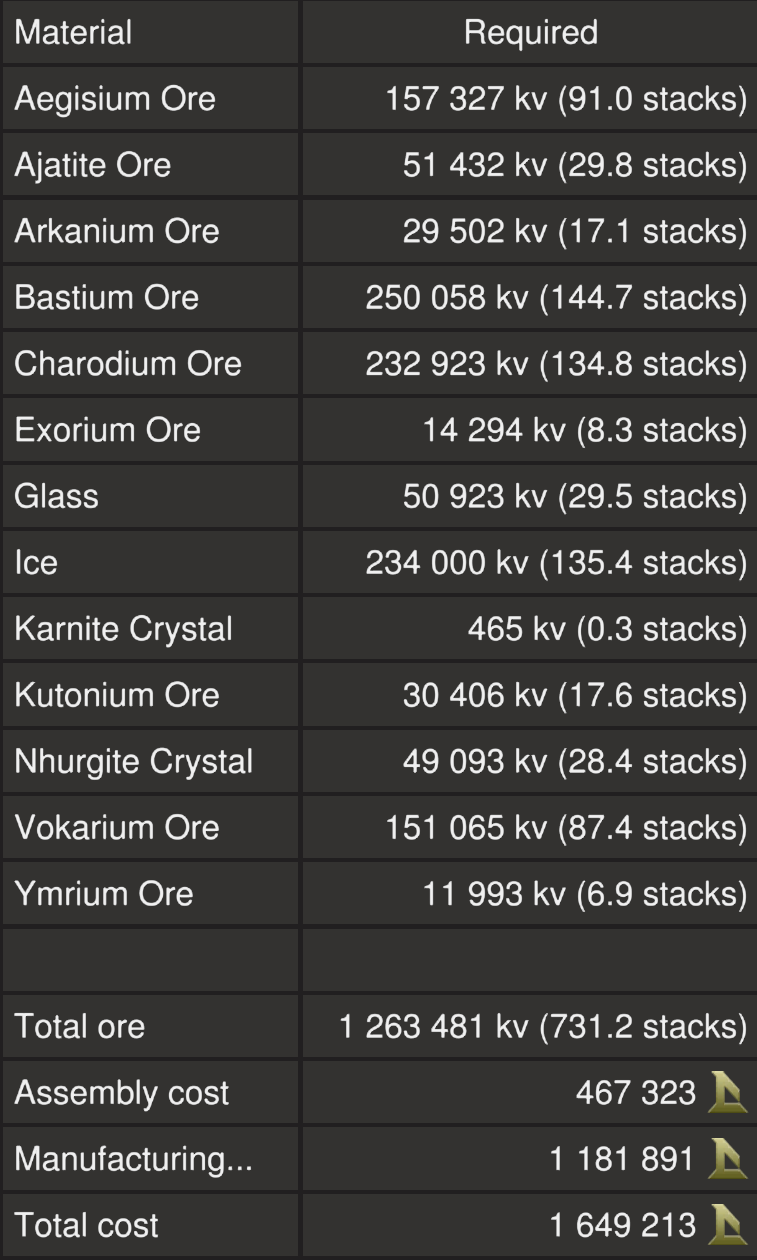 Material Required
Aegisium Ore 157 327 kv (91.0 stacks)
Ajatite Ore 51 432 kv (29.8 stacks)
Arkanium Ore 29 502 kv (17.1 stacks)
Bastium Ore 250 058 kv (144.7 stacks)
Charodium Ore 232 923 kv (134.8 stacks)
Exorium Ore 14 294 kv (8.3 stacks)
Glass 50 923 kv (29.5 stacks)
Ice 234 000 kv (135.4 stacks)
Karnite Crystal 465 kv (0.3 stacks)
Kutonium Ore 30 406 kv (17.6 stacks)
Nhurgite Crystal 49 093 kv (28.4 stacks)
Vokarium Ore 151 065 kv (87.4 stacks)
Ymrium Ore 11 993 kv (6.9 stacks)
Total ore 1 263 481 kv (731.2 stacks)
Assembly cost 467 323
Manufacturing... 1 181 891
Total cost 1 649 213